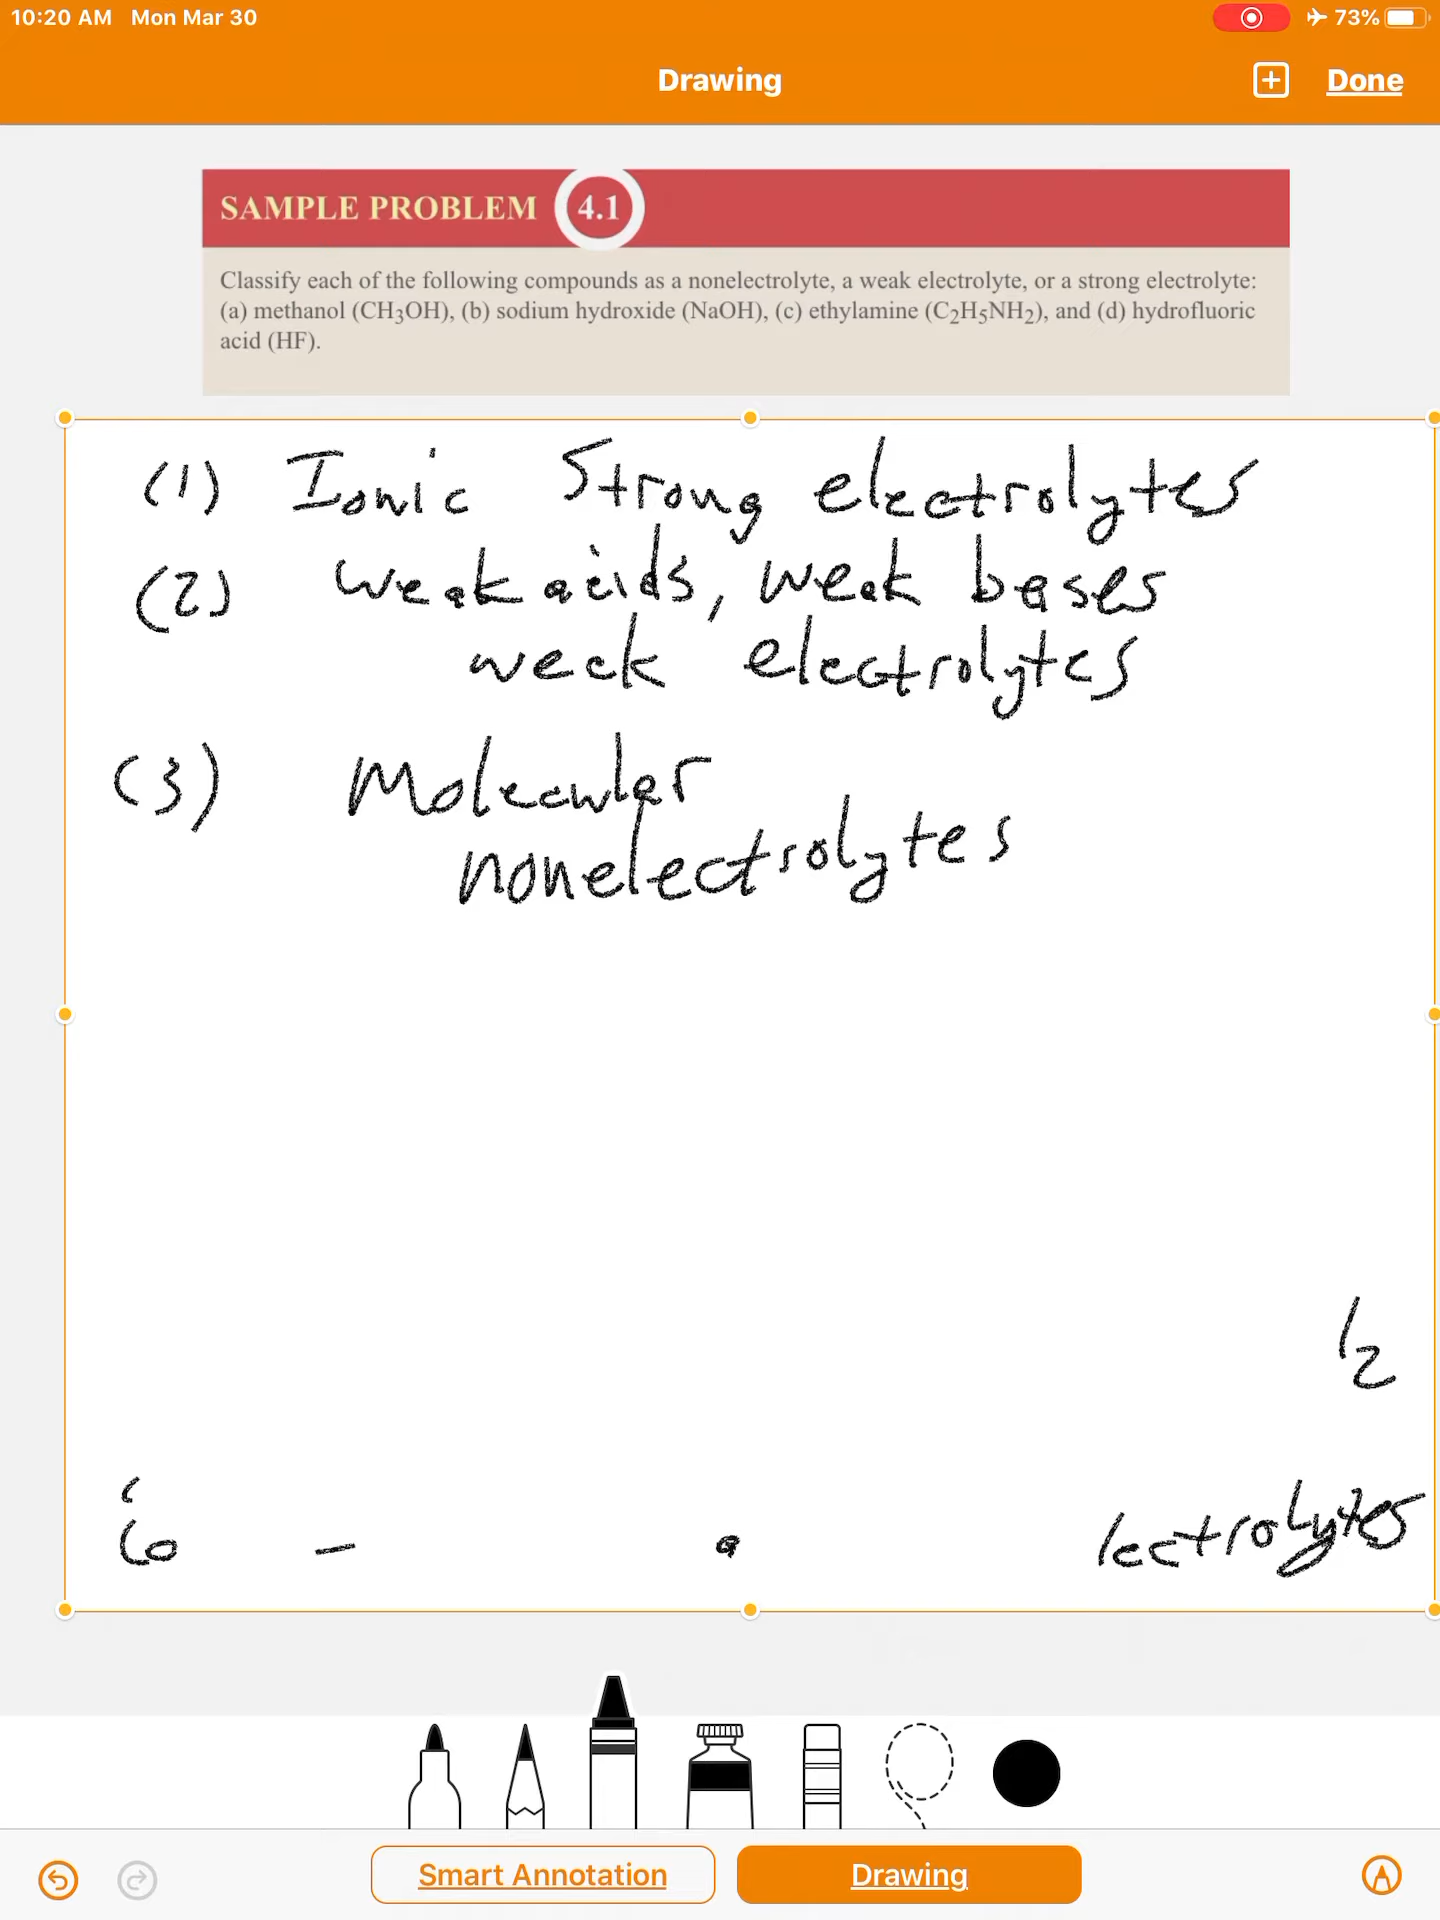 10:20 AM Mon Mar 30
73%
Drawing
Done
SAMPLE PROBLEM 4.1
Classify each of the following compounds as a nonelectrolyte, a weak electrolyte, or a strong electrolyte:
(a) methanol (CH3OH), (b) sodium hydroxide (NaOH), (c) ethylamine (C2H5NH2), and (d) hydrofluoric
acid (HF).
(1) Ionic Strong electrolytes
(2) weak acids, weak bases
weak electrolytes
(3) Molecular
nonelectrolytes
lectrolytes
Smart Annotation
Drawing